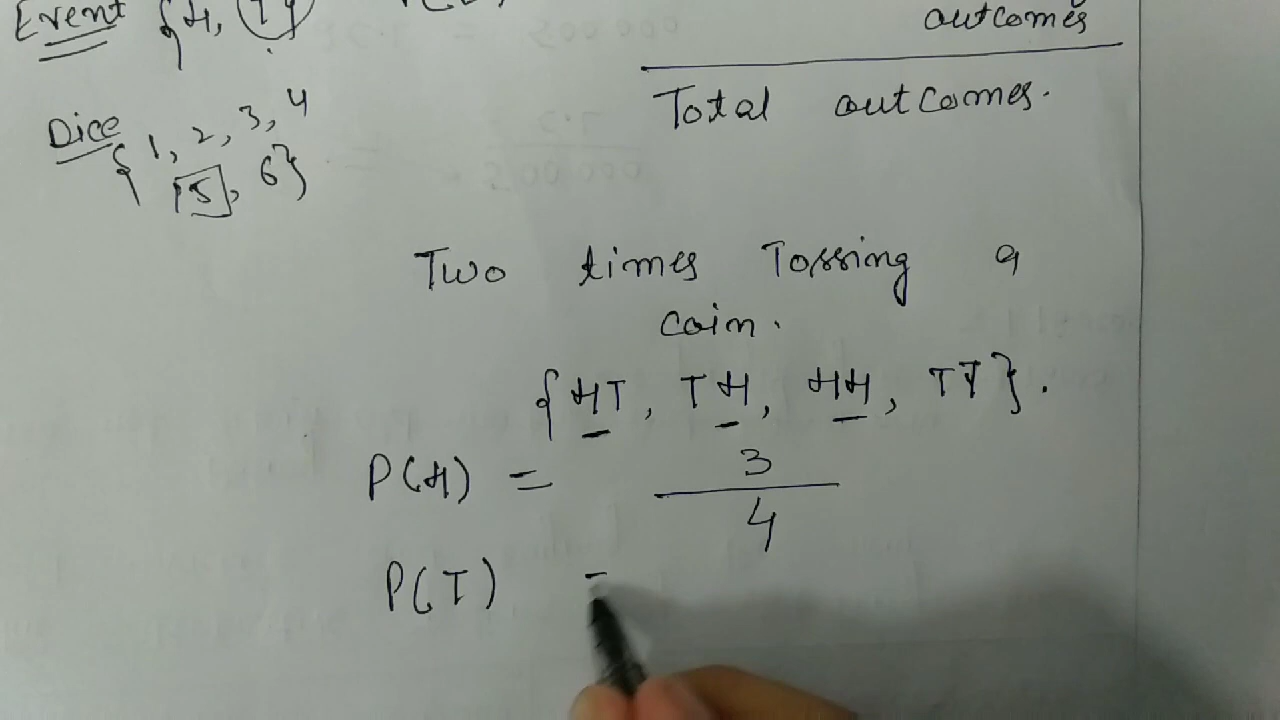 Event {H, T}
outcomes
Total outcomes.
Dice
{1, 2, 3, 4
5, 6}
Two times Tossing a
coin.
{HT, TH, HH, TT}.
P(H) = 3/4
P(T) =